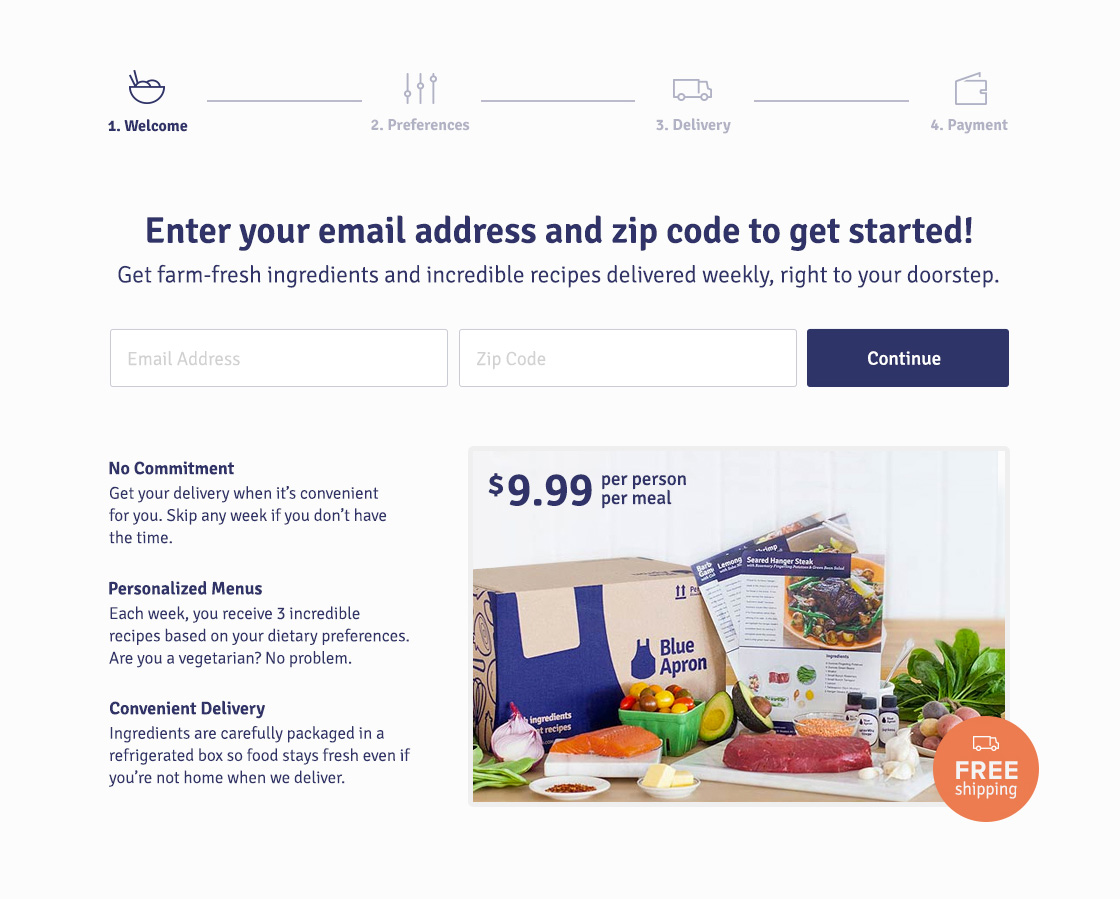 1. Welcome
2. Preferences
3. Delivery
4. Payment
Enter your email address and zip code to get started!
Get farm-fresh ingredients and incredible recipes delivered weekly, right to your doorstep.
Email Address
Zip Code
Continue
No Commitment
Get your delivery when it’s convenient
for you. Skip any week if you don’t have
the time.
Personalized Menus
Each week, you receive 3 incredible
recipes based on your dietary preferences.
Are you a vegetarian? No problem.
Convenient Delivery
Ingredients are carefully packaged in a
refrigerated box so food stays fresh even if
you’re not home when we deliver.
$9.99 per person
per meal
Seared Hanger Steak
Ingredients
Blue
Apron
ingredients
recipes
FREE
shipping